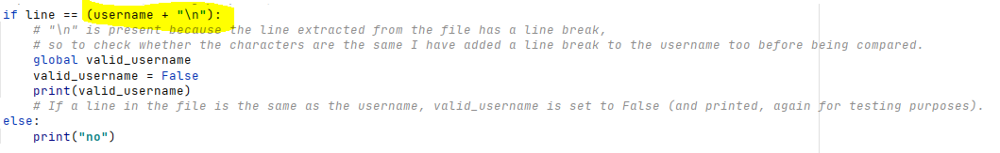 if line == (username + "\n"):
    # "\n" is present because the line extracted from the file has a line break,
    # so to check whether the characters are the same I have added a line break to the username too before being compared.
    global valid_username
    valid_username = False
    print(valid_username)
    # If a line in the file is the same as the username, valid_username is set to False (and printed, again for testing purposes).
else:
    print("no")